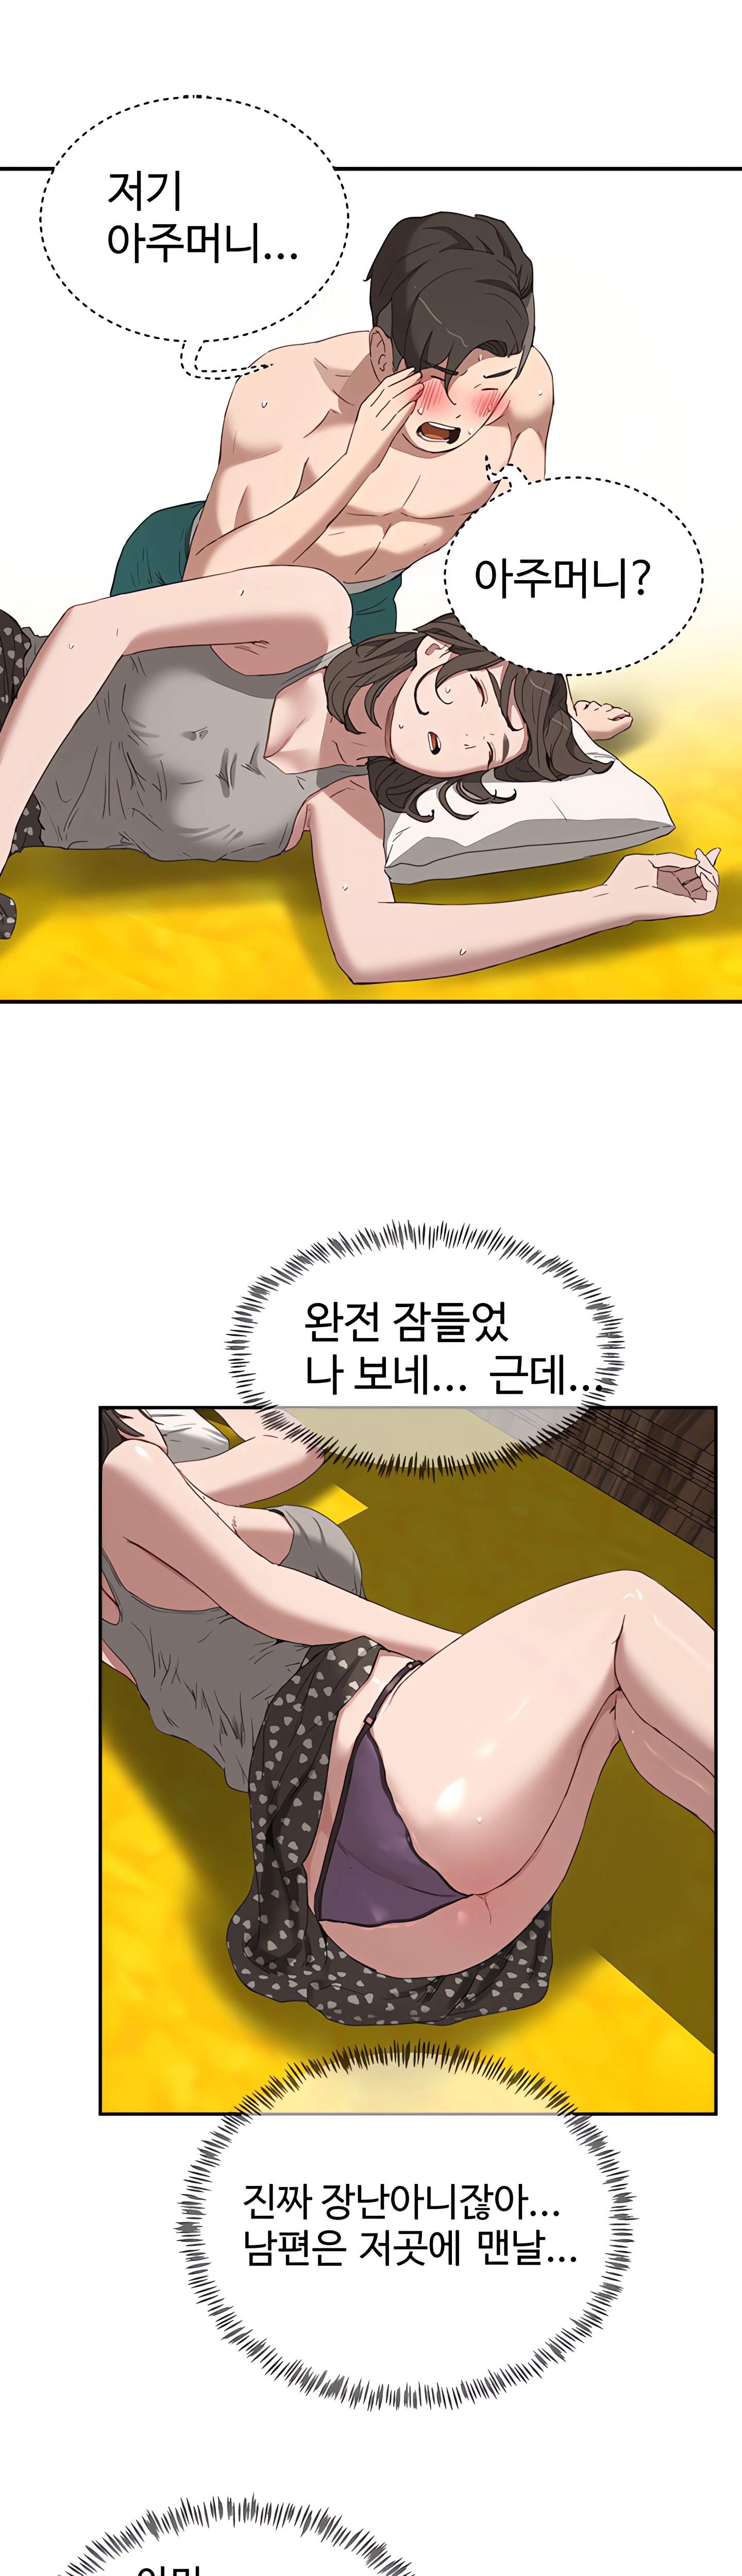 저기
아주머니...
아주머니?
완전 잠들었
나 보네... 근데...
진짜 장난아니잖아...
남편은 저곳에 맨날...